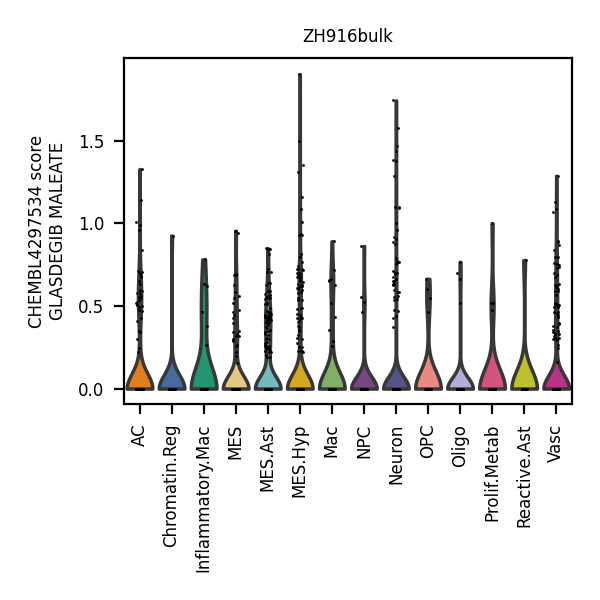 ZH916bulk
CHEMBL4297534 score
GLASDEGIB MALEATE
1.5
1.0
0.5
0.0
AC
Chromatin.Reg
Inflammatory.Mac
MES
MES.Ast
MES.Hyp
Mac
NPC
Neuron
OPC
Oligo
Prolif.Metab
Reactive.Ast
Vasc